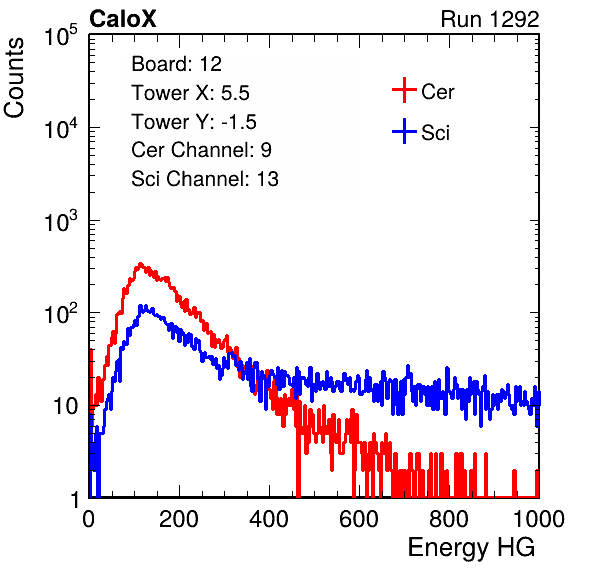 CaloX Run 1292
Counts
10^5
10^4
10^3
10^2
10
1
Board: 12
Tower X: 5.5
Tower Y: -1.5
Cer Channel: 9
Sci Channel: 13
Cer
Sci
0 200 400 600 800 1000
Energy HG